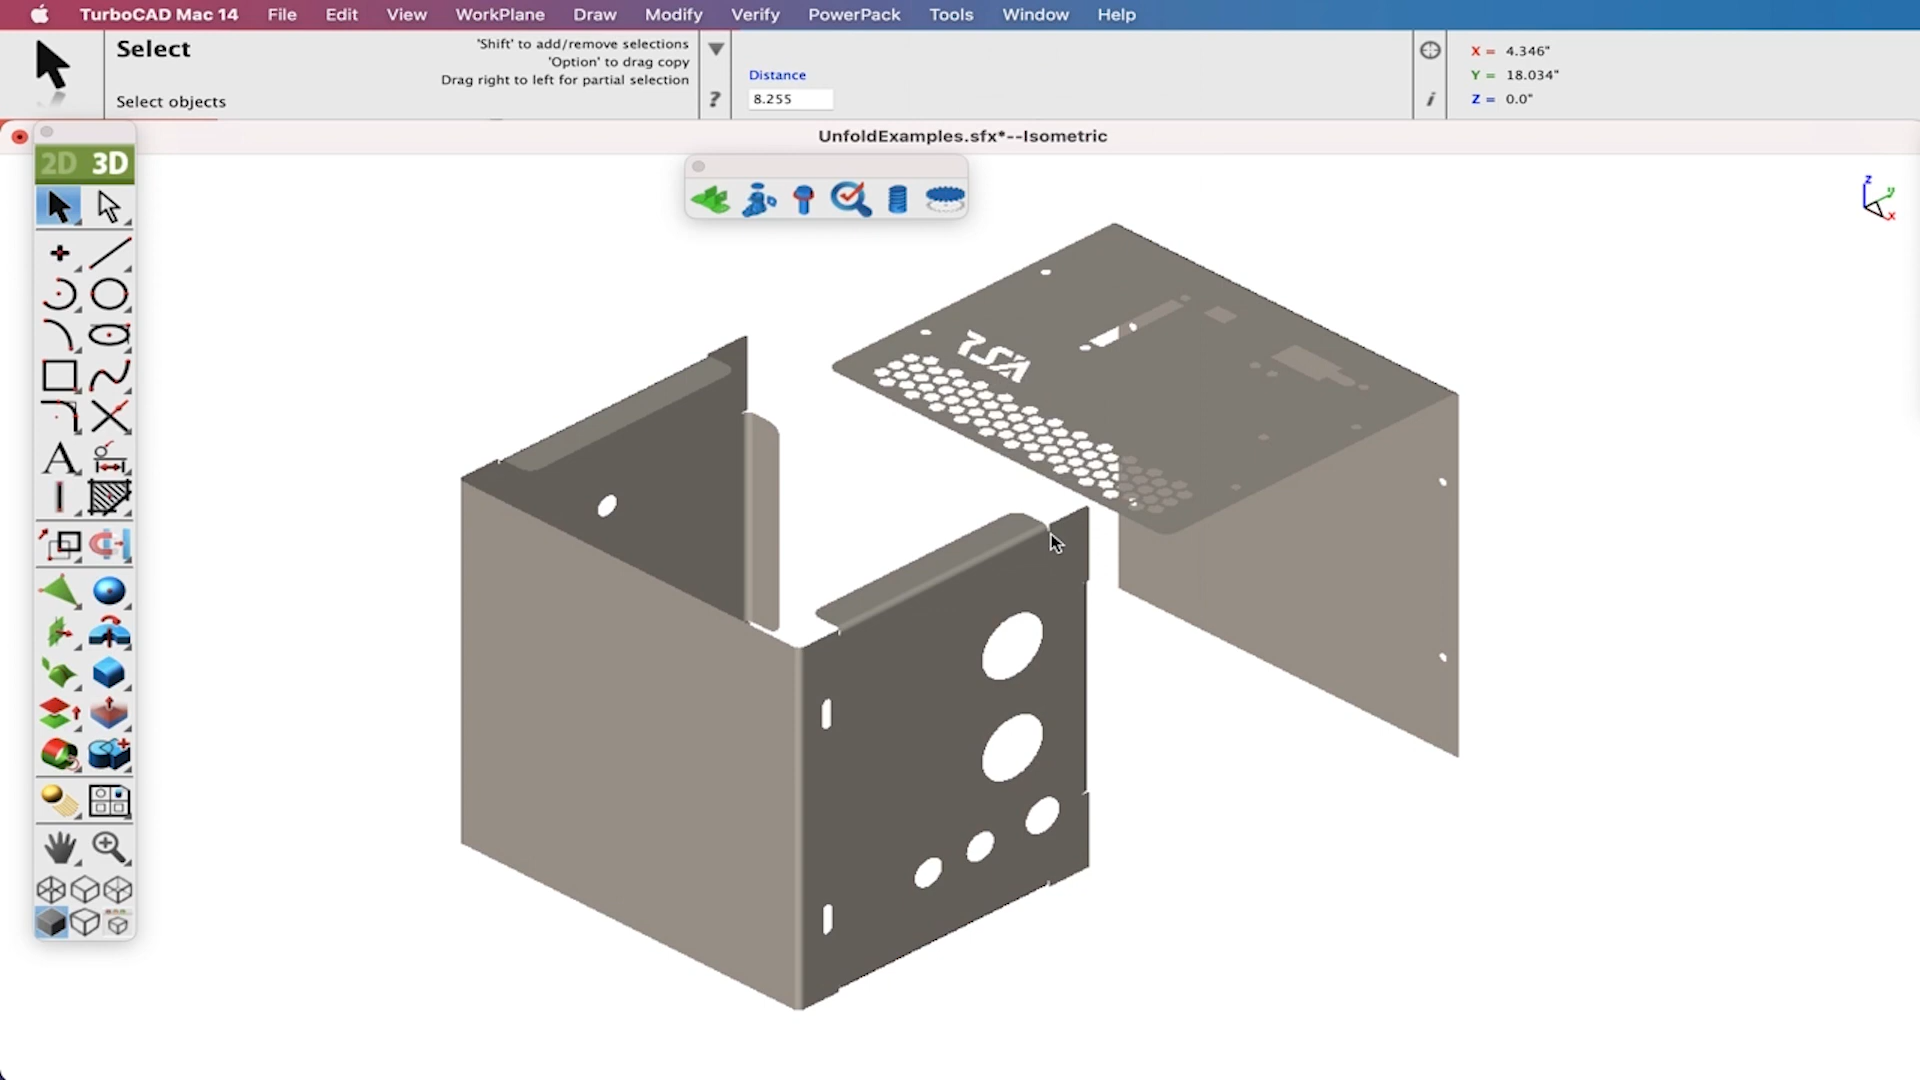 TurboCAD Mac 14 File Edit View WorkPlane Draw Modify Verify PowerPack Tools Window Help
Select
'Shift' to add/remove selections
'Option' to drag copy
Drag right to left for partial selection
Select objects
?
Distance
8.255
i
X = 4.346"
Y = 18.034"
Z = 0.0"
UnfoldExamples.sfx*--Isometric
2D 3D
A
z
y
x